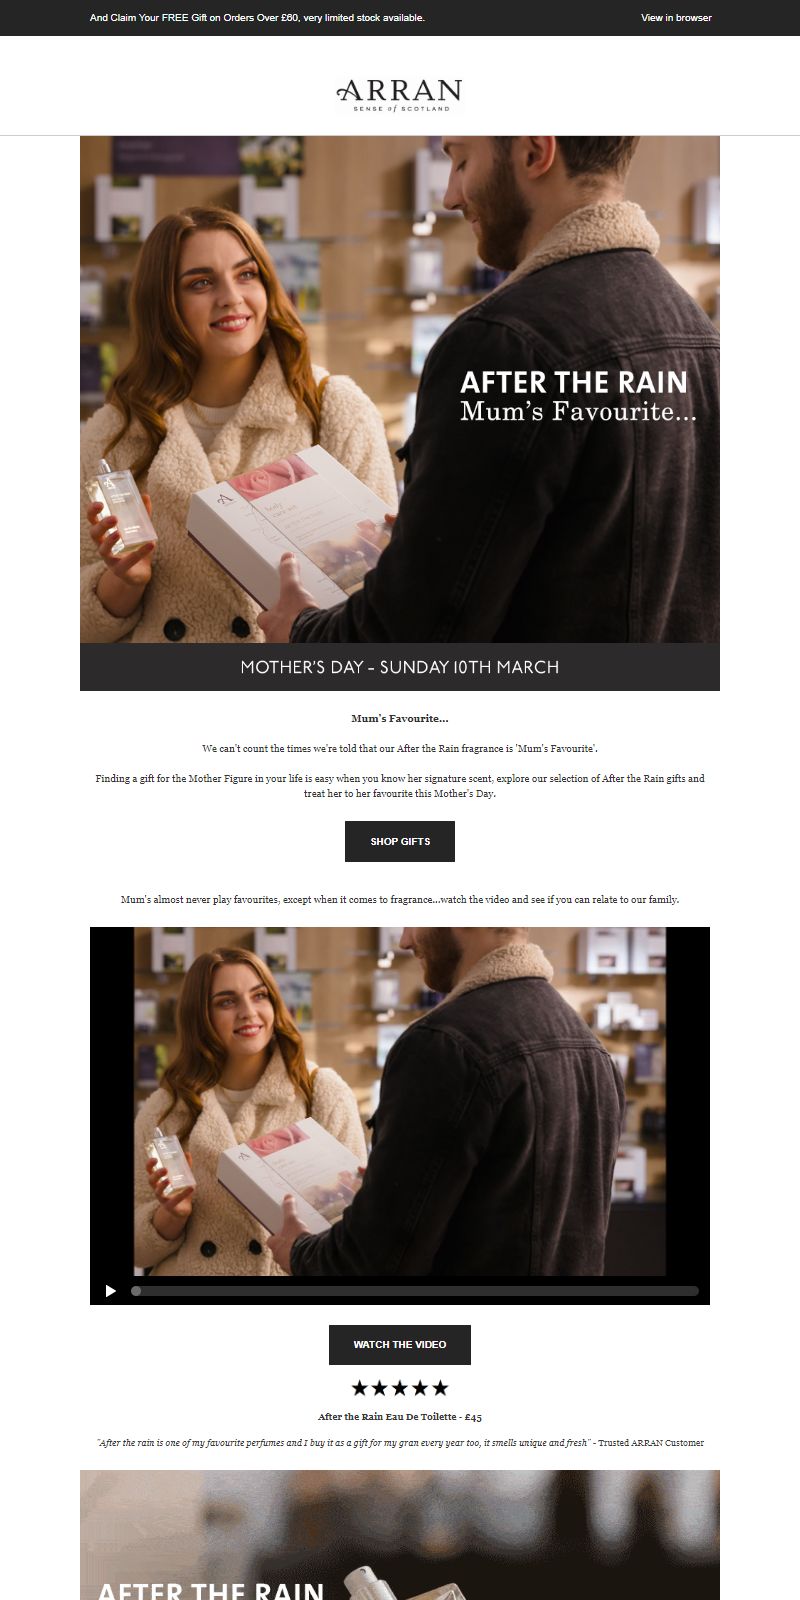 And Claim Your FREE Gift on Orders Over £60, very limited stock available.
View in browser
ARRAN
SENSE of SCOTLAND
AFTER THE RAIN
Mum's Favourite...
body
care set
MOTHER'S DAY - SUNDAY 10TH MARCH
Mum's Favourite...
We can't count the times we're told that our After the Rain fragrance is 'Mum's Favourite'.
Finding a gift for the Mother Figure in your life is easy when you know her signature scent, explore our selection of After the Rain gifts and
treat her to her favourite this Mother's Day.
SHOP GIFTS
Mum's almost never play favourites, except when it comes to fragrance...watch the video and see if you can relate to our family.
WATCH THE VIDEO
★★★★★
After the Rain Eau De Toilette - £45
"After the rain is one of my favourite perfumes and I buy it as a gift for my gran every year too, it smells unique and fresh" - Trusted ARRAN Customer
AFTER THE RAIN